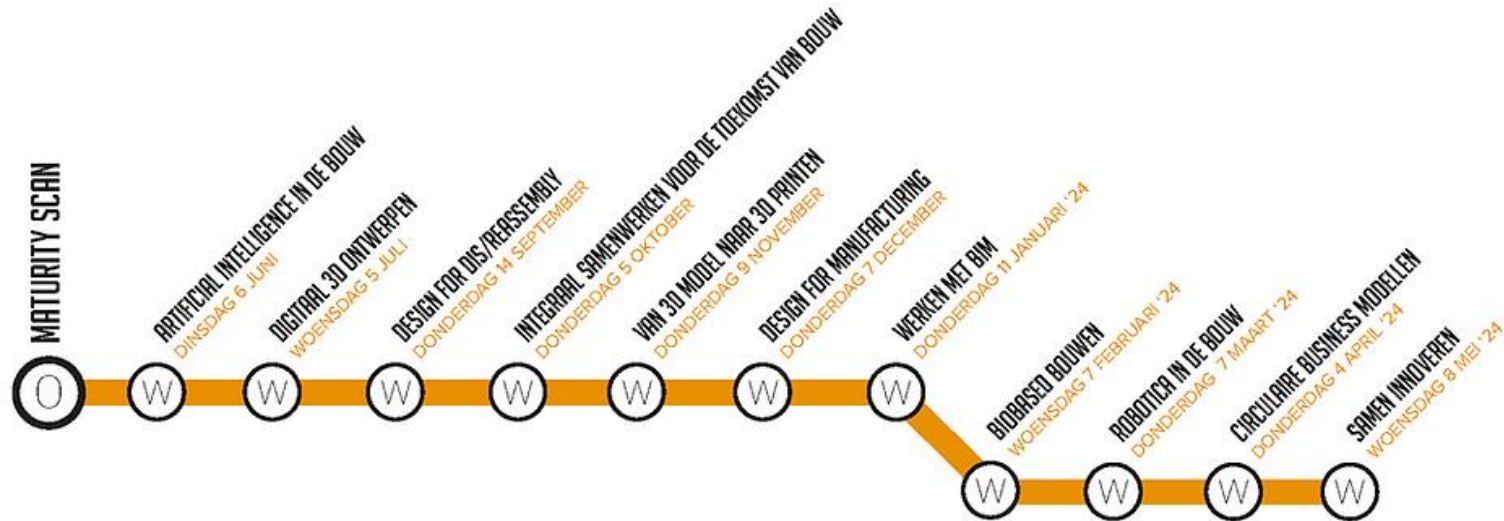 MATURITY SCAN
O
ARTIFICIAL INTELLIGENCE IN DE BOUW
DINSDAG 6 JUNI
W
DIGITAAL 3D ONTWERPEN
WOENSDAG 5 JULI
W
DESIGN FOR DIS/REASSEMBLY
DONDERDAG 14 SEPTEMBER
W
INTEGRAAL SAMENWERKEN VOOR DE TOEKOMST VAN BOUW
DONDERDAG 5 OKTOBER
W
VAN 3D MODEL NAAR 3D PRINTEN
DONDERDAG 9 NOVEMBER
W
DESIGN FOR MANUFACTURING
DONDERDAG 7 DECEMBER
W
WERKEN MET BIM
DONDERDAG 11 JANUARI '24
W
BIOBASED BOUWEN
WOENSDAG 7 FEBRUARI '24
W
ROBOTICA IN DE BOUW
DONDERDAG 7 MAART '24
W
CIRCULAIRE BUSINESS MODELLEN
DONDERDAG 4 APRIL '24
W
SAMEN INNOVEREN
WOENSDAG 8 MEI '24
W